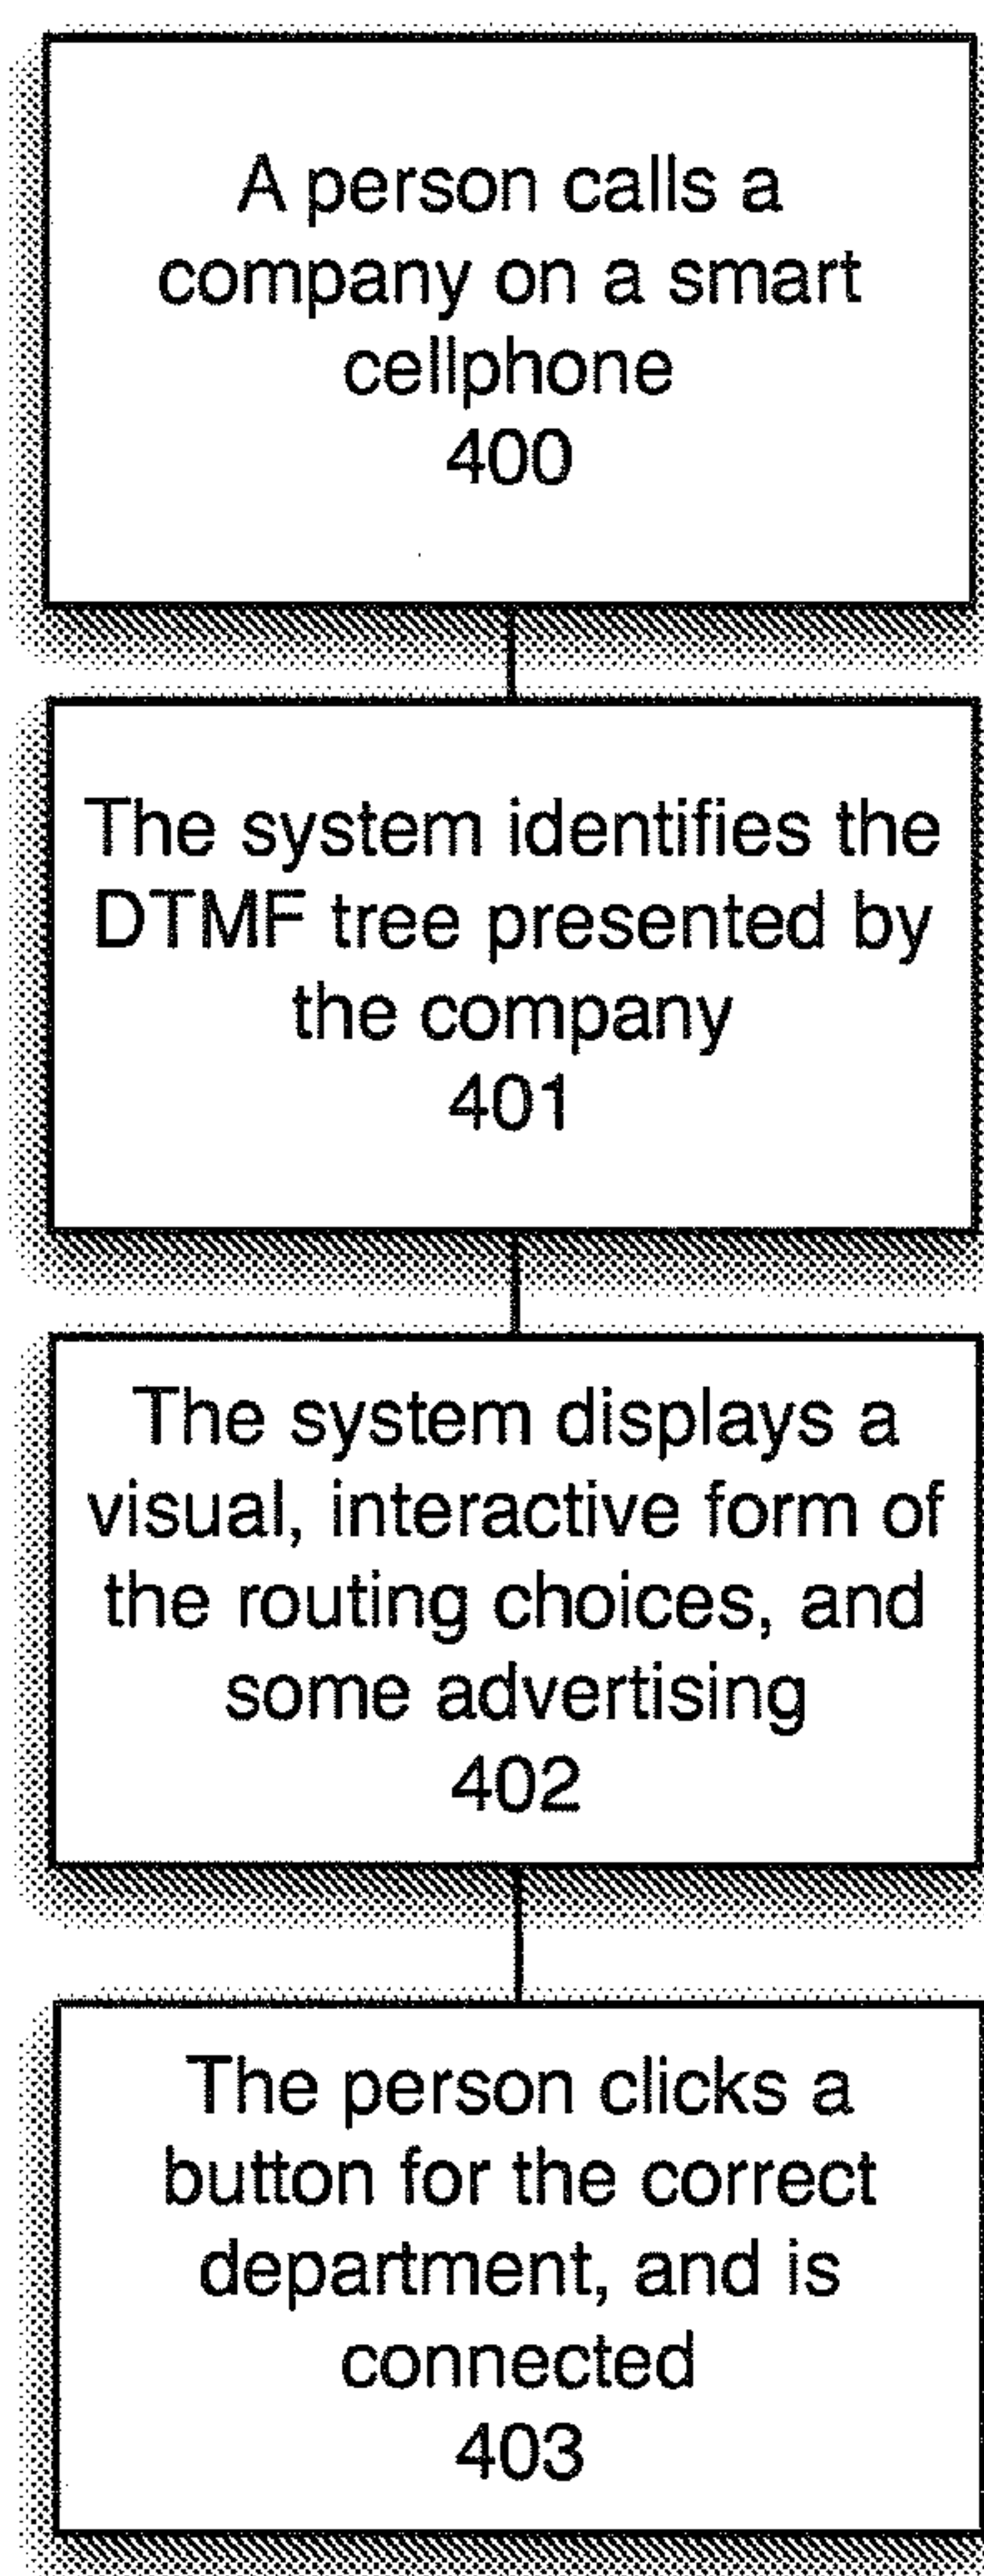 A person calls a
company on a smart
cellphone
400
The system identifies the
DTMF tree presented by
the company
401
The system displays a
visual, interactive form of
the routing choices, and
some advertising
402
The person clicks a
button for the correct
department, and is
connected
403